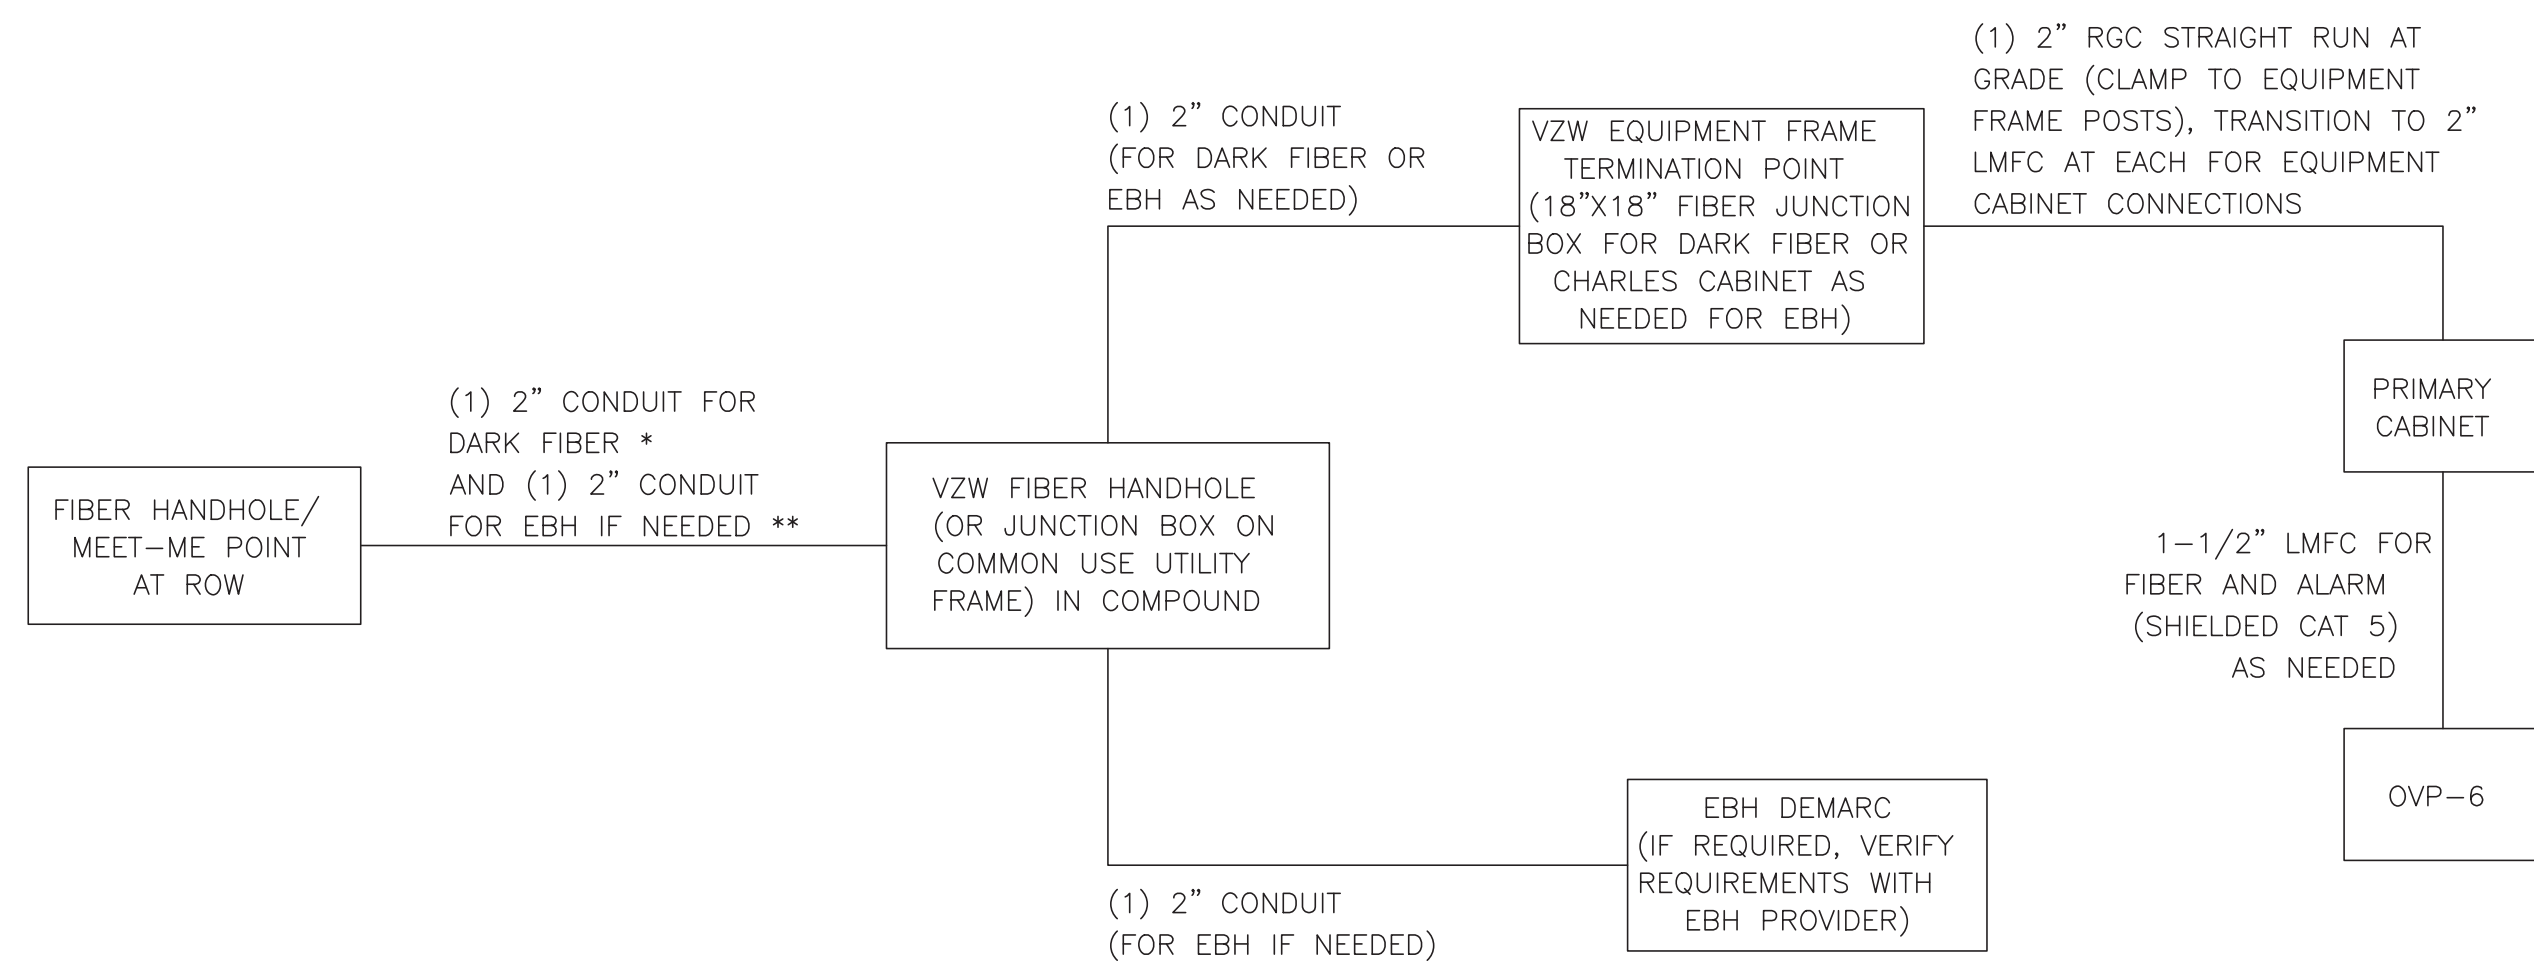 (1) 2" RGC STRAIGHT RUN AT
GRADE (CLAMP TO EQUIPMENT
FRAME POSTS), TRANSITION TO 2"
LMFC AT EACH FOR EQUIPMENT
CABINET CONNECTIONS
(1) 2" CONDUIT
(FOR DARK FIBER OR
EBH AS NEEDED)
VZW EQUIPMENT FRAME
TERMINATION POINT
(18"X18" FIBER JUNCTION
BOX FOR DARK FIBER OR
CHARLES CABINET AS
NEEDED FOR EBH)
PRIMARY
CABINET
(1) 2" CONDUIT FOR
DARK FIBER *
AND (1) 2" CONDUIT
FOR EBH IF NEEDED **
FIBER HANDHOLE/
MEET-ME POINT
AT ROW
VZW FIBER HANDHOLE
(OR JUNCTION BOX ON
COMMON USE UTILITY
FRAME) IN COMPOUND
1-1/2" LMFC FOR
FIBER AND ALARM
(SHIELDED CAT 5)
AS NEEDED
OVP-6
EBH DEMARC
(IF REQUIRED, VERIFY
REQUIREMENTS WITH
EBH PROVIDER)
(1) 2" CONDUIT
(FOR EBH IF NEEDED)